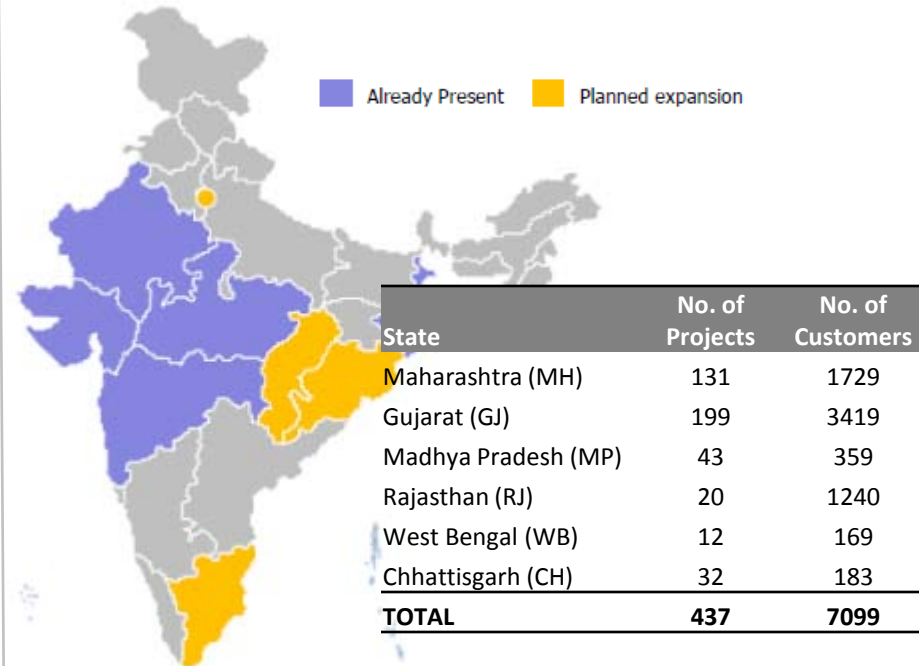 Already Present Planned expansion
State No. of Projects No. of Customers
Maharashtra (MH) 131 1729
Gujarat (GJ) 199 3419
Madhya Pradesh (MP) 43 359
Rajasthan (RJ) 20 1240
West Bengal (WB) 12 169
Chhattisgarh (CH) 32 183
TOTAL 437 7099